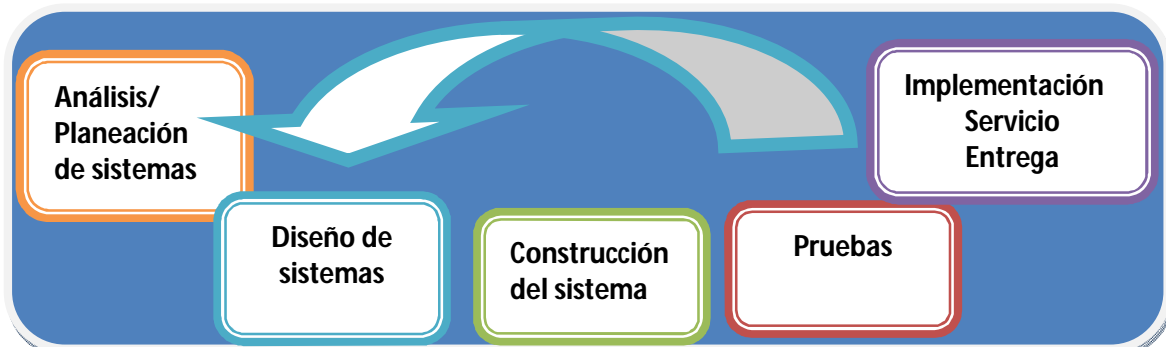 Análisis/
Planeación
de sistemas
Diseño de
sistemas
Construcción
del sistema
Pruebas
Implementación
Servicio
Entrega